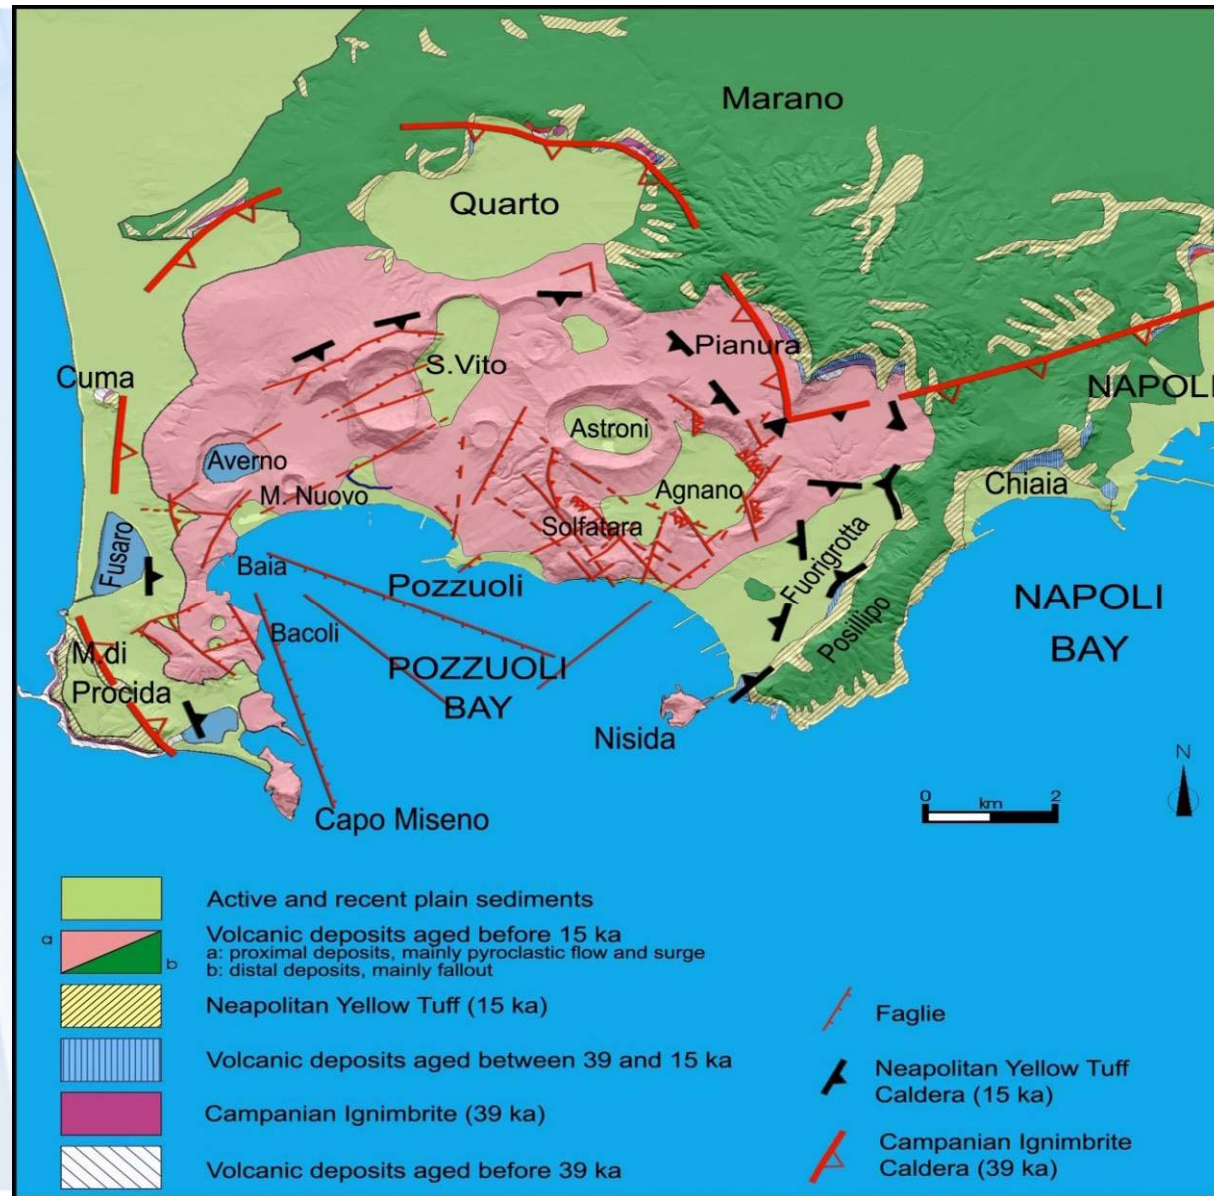 Marano
Quarto
Pianura
S.Vito
Cuma
NAPOLI
Astroni
Averno
Agnano
Chiaia
M. Nuovo
Solfatara
Fusaro
Fuorigrotta
Baia
Pozzuoli
NAPOLI
BAY
Posillipo
Bacoli
M.di
Procida
POZZUOLI
BAY
Nisida
N
0 2
km
Capo Miseno
Active and recent plain sediments
a
b
Volcanic deposits aged before 15 ka
a: proximal deposits, mainly pyroclastic flow and surge
b: distal deposits, mainly fallout
Neapolitan Yellow Tuff (15 ka)
Volcanic deposits aged between 39 and 15 ka
Campanian Ignimbrite (39 ka)
Volcanic deposits aged before 39 ka
Faglie
Neapolitan Yellow Tuff
Caldera (15 ka)
Campanian Ignimbrite
Caldera (39 ka)